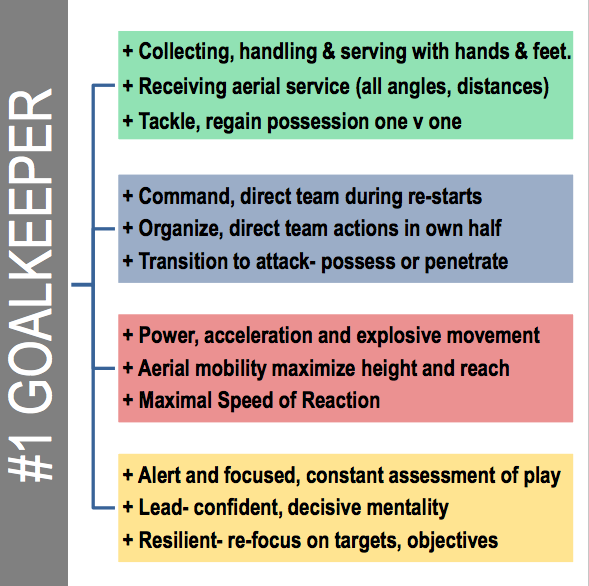 #1 GOALKEEPER
+ Collecting, handling & serving with hands & feet.
+ Receiving aerial service (all angles, distances)
+ Tackle, regain possession one v one
+ Command, direct team during re-starts
+ Organize, direct team actions in own half
+ Transition to attack- possess or penetrate
+ Power, acceleration and explosive movement
+ Aerial mobility maximize height and reach
+ Maximal Speed of Reaction
+ Alert and focused, constant assessment of play
+ Lead- confident, decisive mentality
+ Resilient- re-focus on targets, objectives